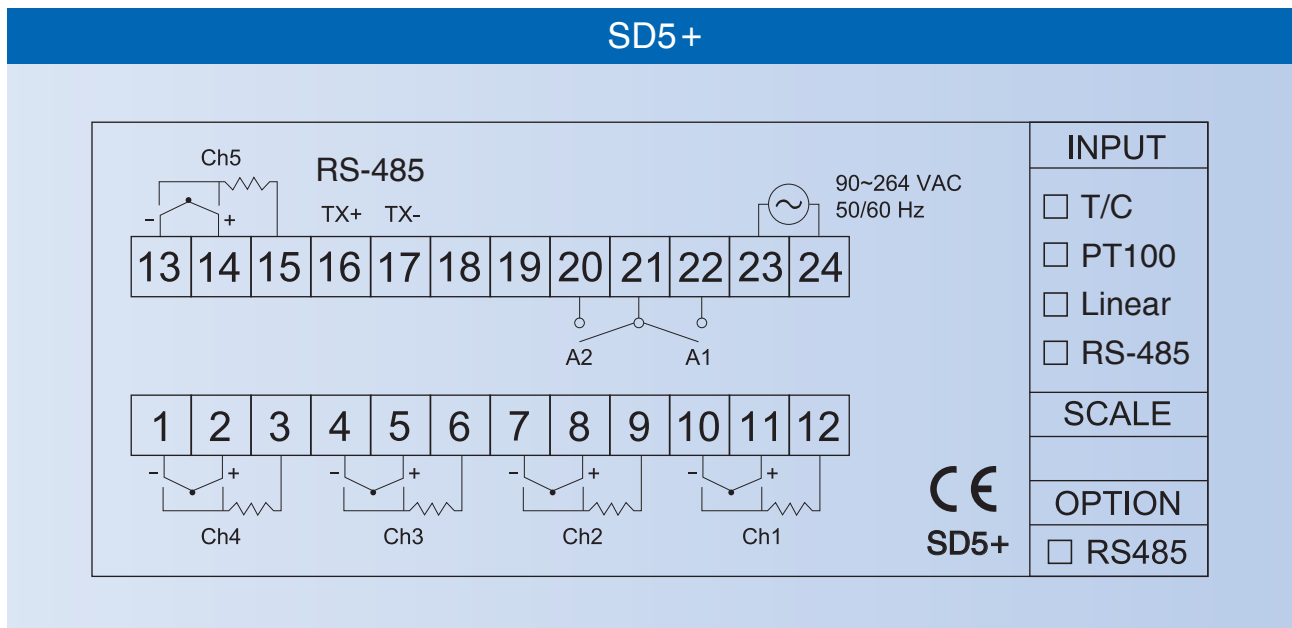 SD5+
Ch5
RS-485
TX+ TX-
90~264 VAC
50/60 Hz
- +
13 14 15 16 17 18 19 20 21 22 23 24
A2 A1
1 2 3 4 5 6 7 8 9 10 11 12
- + - + - + - +
Ch4 Ch3 Ch2 Ch1
CE
SD5+
INPUT
T/C
PT100
Linear
RS-485
SCALE
OPTION
RS485